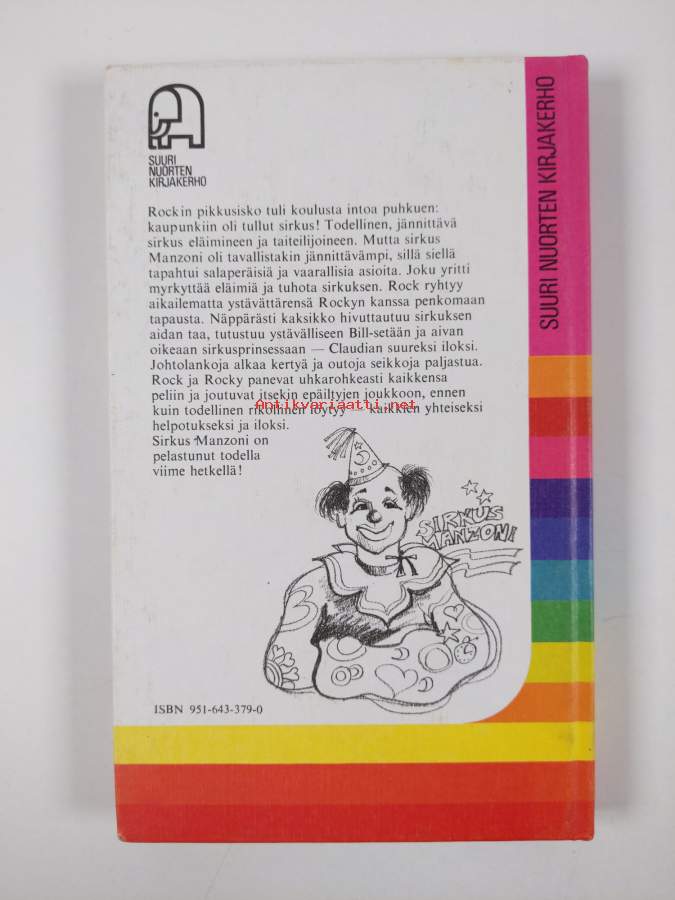 SUURI
NUORTEN
KIRJAKERHO
SUURI NUORTEN KIRJAKERHO
Rockin pikkusisko tuli koulusta intoa puhkuen:
kaupunkiin oli tullut sirkus! Todellinen, jännittävä
sirkus eläimineen ja taiteilijoineen. Mutta sirkus
Manzoni oli tavallistakin jännittävämpi, sillä siellä
tapahtui salaperäisiä ja vaarallisia asioita. Joku yritti
myrkyttää eläimiä ja tuhota sirkuksen. Rock ryhtyy
aikailematta ystävättärensä Rockyn kanssa penkomaan
tapausta. Näppärästi kaksikko hivuttautuu sirkuksen
aidan taa, tutustuu ystävälliseen Bill-setään ja aivan
oikeaan sirkusprinsessaan — Claudian suureksi iloksi.
Johtolankoja alkaa kertyä ja outoja seikkoja paljastua.
Rock ja Rocky panevat uhkarohkeasti kaikkensa
peliin ja joutuvat itsekin epäiltyjen joukkoon, ennen
Antikvariaatti.net
kuin todellinen rikollinen löytyy — kaikkien yhteiseksi
helpotukseksi ja iloksi.
Sirkus Manzoni on
pelastunut todella
viime hetkellä!
SIRKUS
MANZONI
ISBN 951-643-379-0